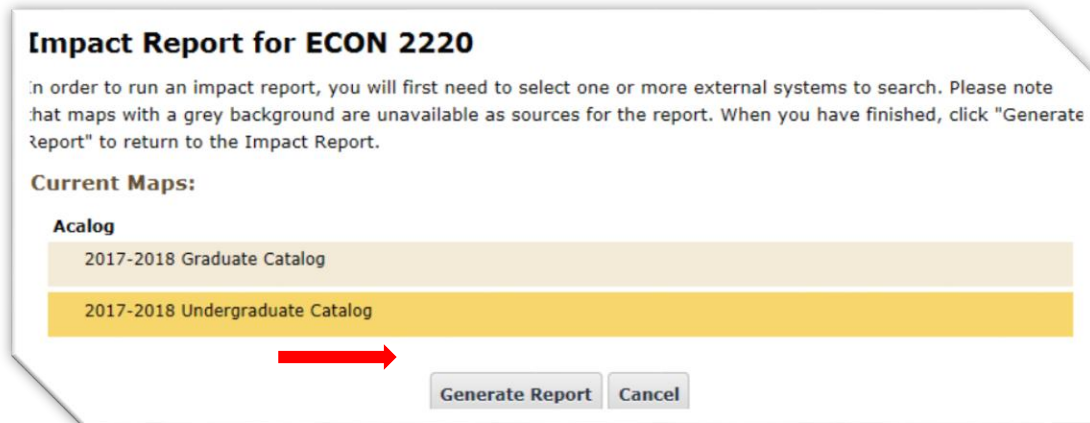 Impact Report for ECON 2220
In order to run an impact report, you will first need to select one or more external systems to search. Please note
that maps with a grey background are unavailable as sources for the report. When you have finished, click "Generate
Report" to return to the Impact Report.
Current Maps:
Acalog
2017-2018 Graduate Catalog
2017-2018 Undergraduate Catalog
Generate Report Cancel